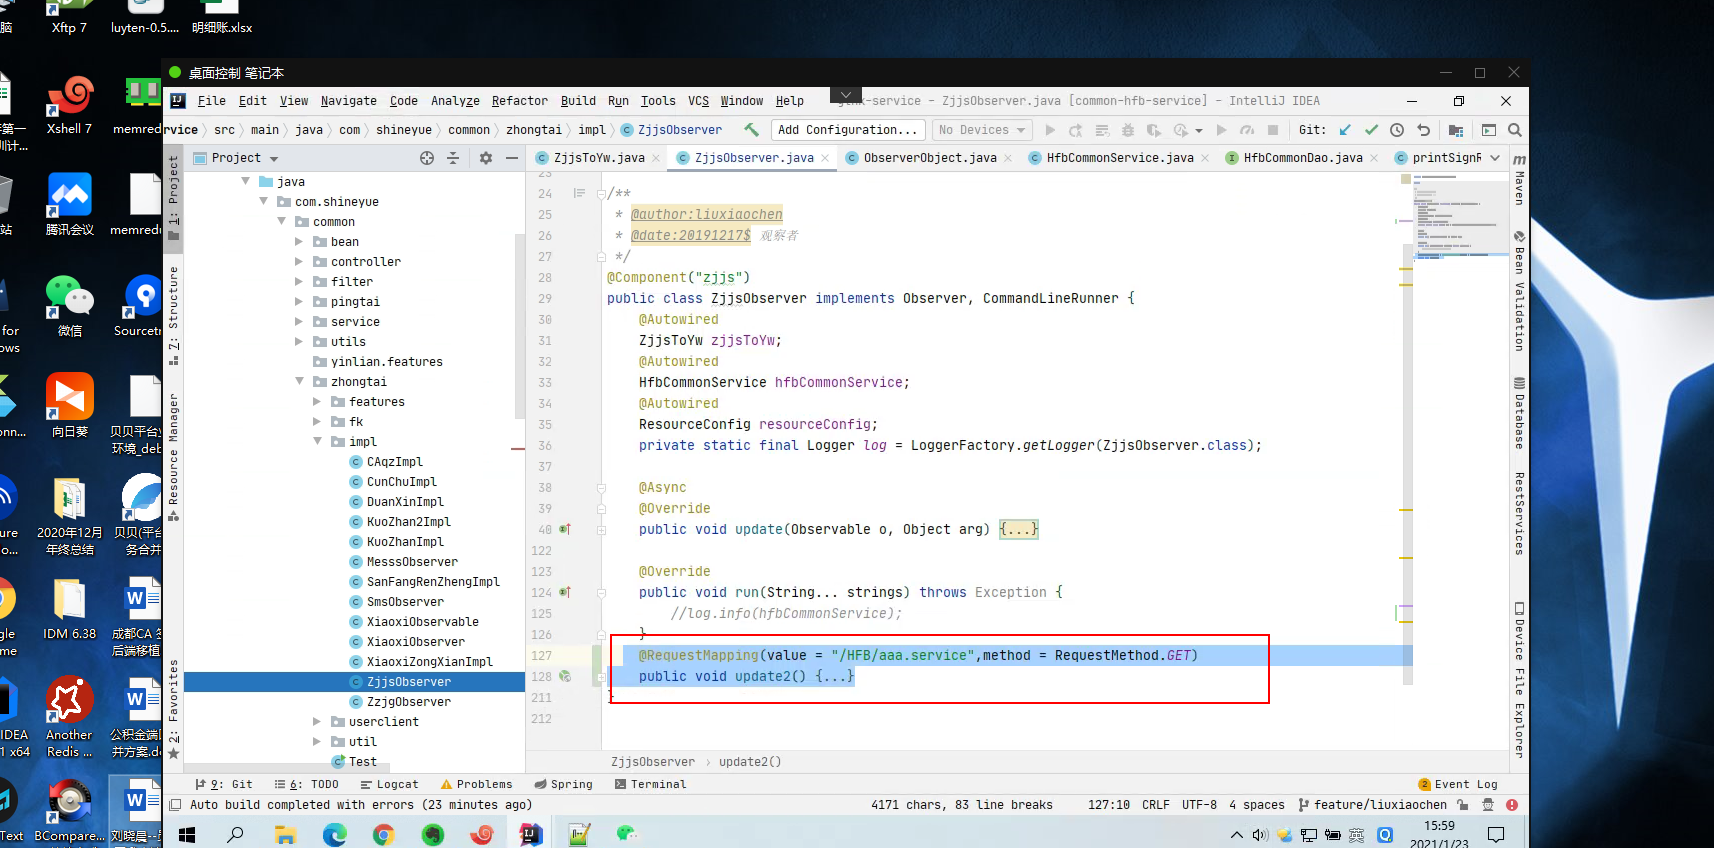 脑
Xftp 7
luyten-0.5....
明细账.xlsx
年第一
川计...
Xshell 7
memredu
站
腾讯会议
memredu
for
ows
微信
Sourcetr
onn...
向日葵
贝贝平台业
环境_deb
ure
o...
2020年12月
年终总结
贝贝(平台
务合并
gle
me
IDM 6.38
成都CA 签
后端移植
IDEA
1 x64
Another
Redis ...
公积金端
并方案.do
Text
BCompare...
刘晓晨--
桌面控制 笔记本
File Edit View Navigate Code Analyze Refactor Build Run Tools VCS Window Help
-service - ZjjsObserver.java [common-hfb-service] - IntelliJ IDEA
rvice
src
main
java
com
shineyue
common
zhongtai
impl
ZjjsObserver
Add Configuration...
No Devices
Git:
Project
ZjjsToYw.java
ZjjsObserver.java
ObserverObject.java
HfbCommonService.java
HfbCommonDao.java
printSignR
1: Project
7: Structure
Resource Manager
2: Favorites
java
com.shineyue
common
bean
controller
filter
pingtai
service
utils
yinlian.features
zhongtai
features
fk
impl
CAqzImpl
CunChuImpl
DuanXinImpl
KuoZhan2Impl
KuoZhanImpl
MesssObserver
SanFangRenZhengImpl
SmsObserver
XiaoxiObservable
XiaoxiObserver
XiaoxiZongXianImpl
ZjjsObserver
ZzjgObserver
userclient
util
Test
23
24 /**
25 * @author:liuxiaochen
26 * @date:20191217$ 观察者
27 */
28 @Component("zjjs")
29 public class ZjjsObserver implements Observer, CommandLineRunner {
30 @Autowired
31 ZjjsToYw zjjsToYw;
32 @Autowired
33 HfbCommonService hfbCommonService;
34 @Autowired
35 ResourceConfig resourceConfig;
36 private static final Logger log = LoggerFactory.getLogger(ZjjsObserver.class);
37
38 @Async
39 @Override
40 public void update(Observable o, Object arg) {...}
122
123 @Override
124 public void run(String... strings) throws Exception {
125 //log.info(hfbCommonService);
126 }
127 @RequestMapping(value = "/HFB/aaa.service",method = RequestMethod.GET)
128 public void update2() {...}
211 }
212
Maven
Bean Validation
Database
RestServices
Device File Explorer
ZjjsObserver
update2()
9: Git
6: TODO
Logcat
Problems
Spring
Terminal
2 Event Log
Auto build completed with errors (23 minutes ago)
4171 chars, 83 line breaks
127:10
CRLF
UTF-8
4 spaces
feature/liuxiaochen
英
15:59
2021/1/23